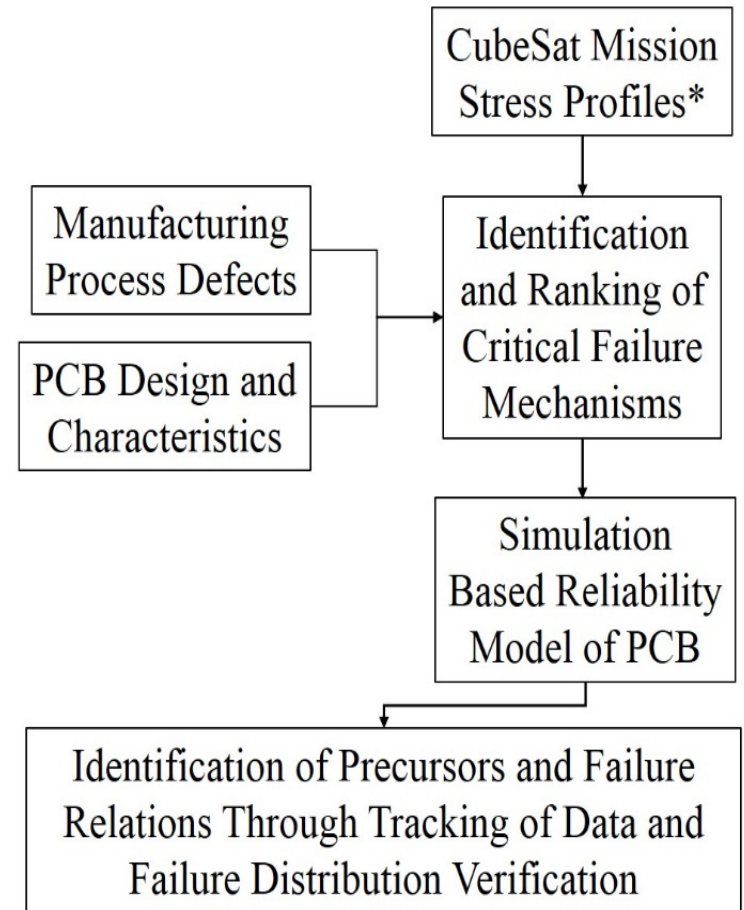 CubeSat Mission
Stress Profiles*
Manufacturing
Process Defects
PCB Design and
Characteristics
Identification
and Ranking of
Critical Failure
Mechanisms
Simulation
Based Reliability
Model of PCB
Identification of Precursors and Failure
Relations Through Tracking of Data and
Failure Distribution Verification